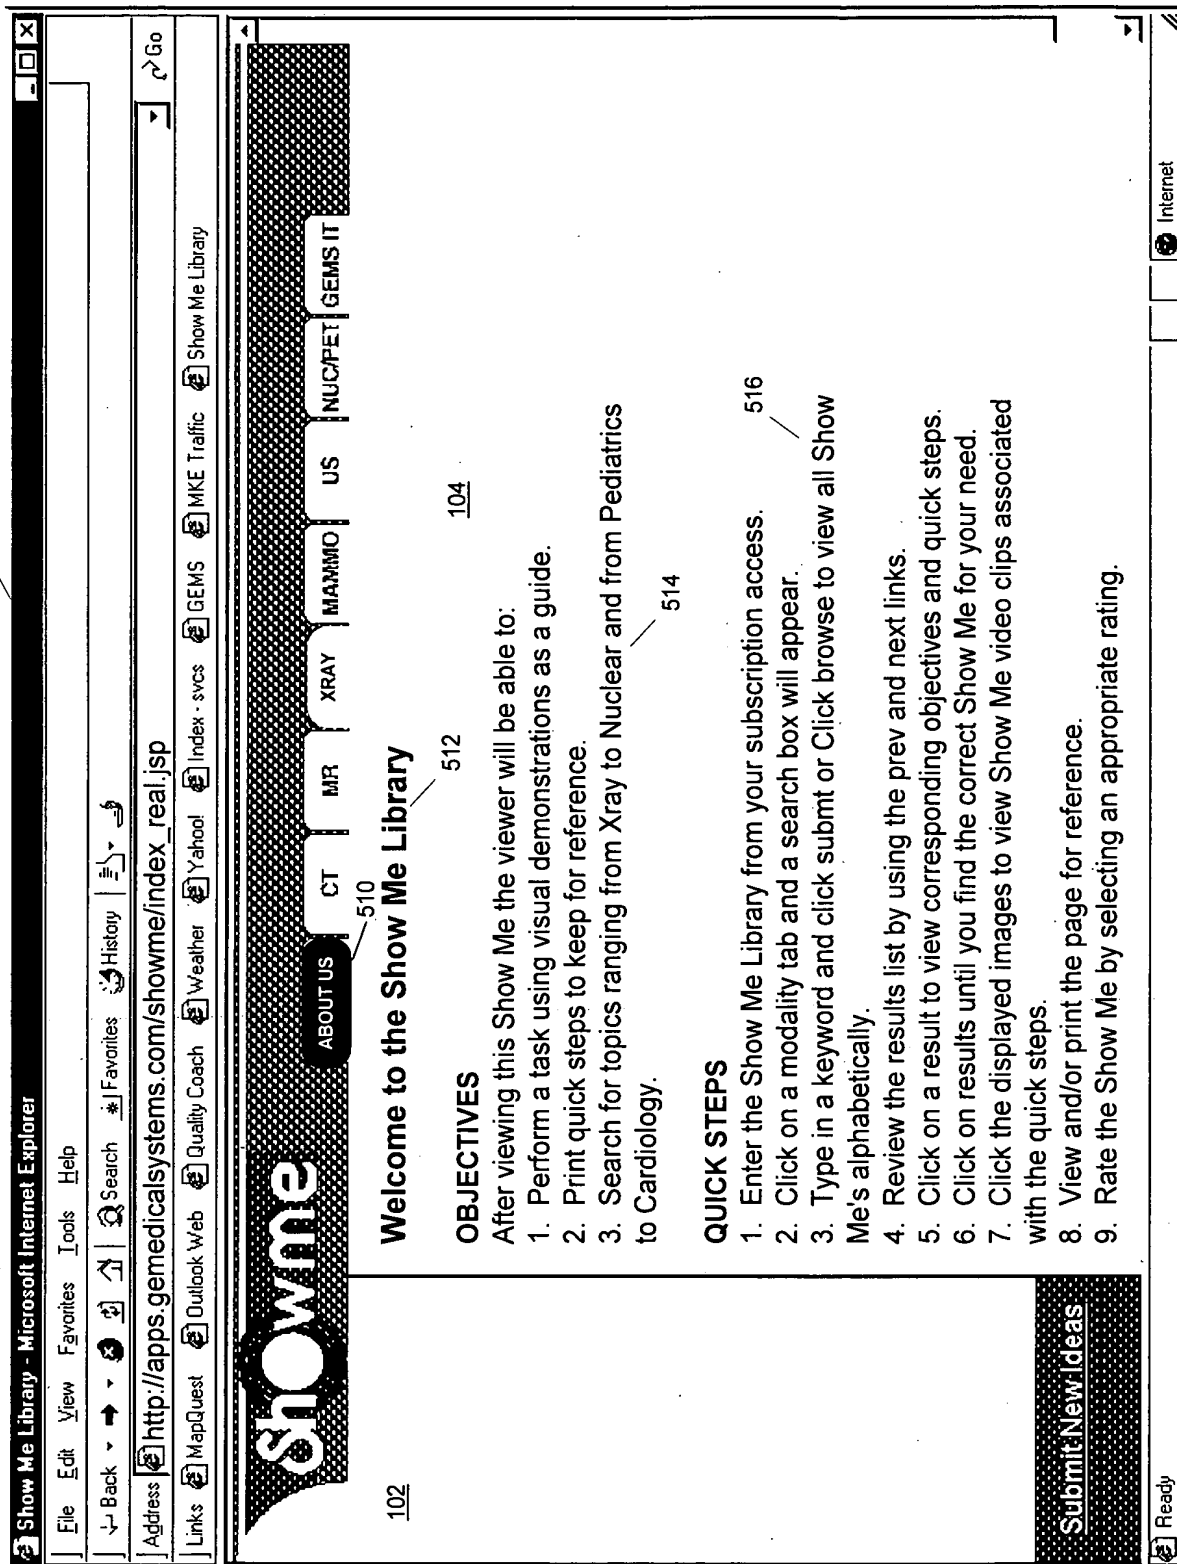 Show Me Library - Microsoft Internet Explorer
File Edit View Favorites Tools Help
Back Search Favorites History
Address http://apps.gemedicalsystems.com/showme/index_real.jsp Go
Links MapQuest Outlook Web Quality Coach Weather Yahoo! Index - svcs GEMS MKE Traffic Show Me Library
Showme
ABOUT US CT MR XRAY MAMMO US NUC/PET GEMS IT
510
102
Welcome to the Show Me Library
512
104
OBJECTIVES
After viewing this Show Me the viewer will be able to:
1. Perform a task using visual demonstrations as a guide.
2. Print quick steps to keep for reference.
3. Search for topics ranging from Xray to Nuclear and from Pediatrics
to Cardiology.
514
QUICK STEPS
516
1. Enter the Show Me Library from your subscription access.
2. Click on a modality tab and a search box will appear.
3. Type in a keyword and click submt or Click browse to view all Show
Me's alphabetically.
4. Review the results list by using the prev and next links.
5. Click on a result to view corresponding objectives and quick steps.
6. Click on results until you find the correct Show Me for your need.
7. Click the displayed images to view Show Me video clips associated
with the quick steps.
8. View and/or print the page for reference.
9. Rate the Show Me by selecting an appropriate rating.
Submit New Ideas
Ready Internet